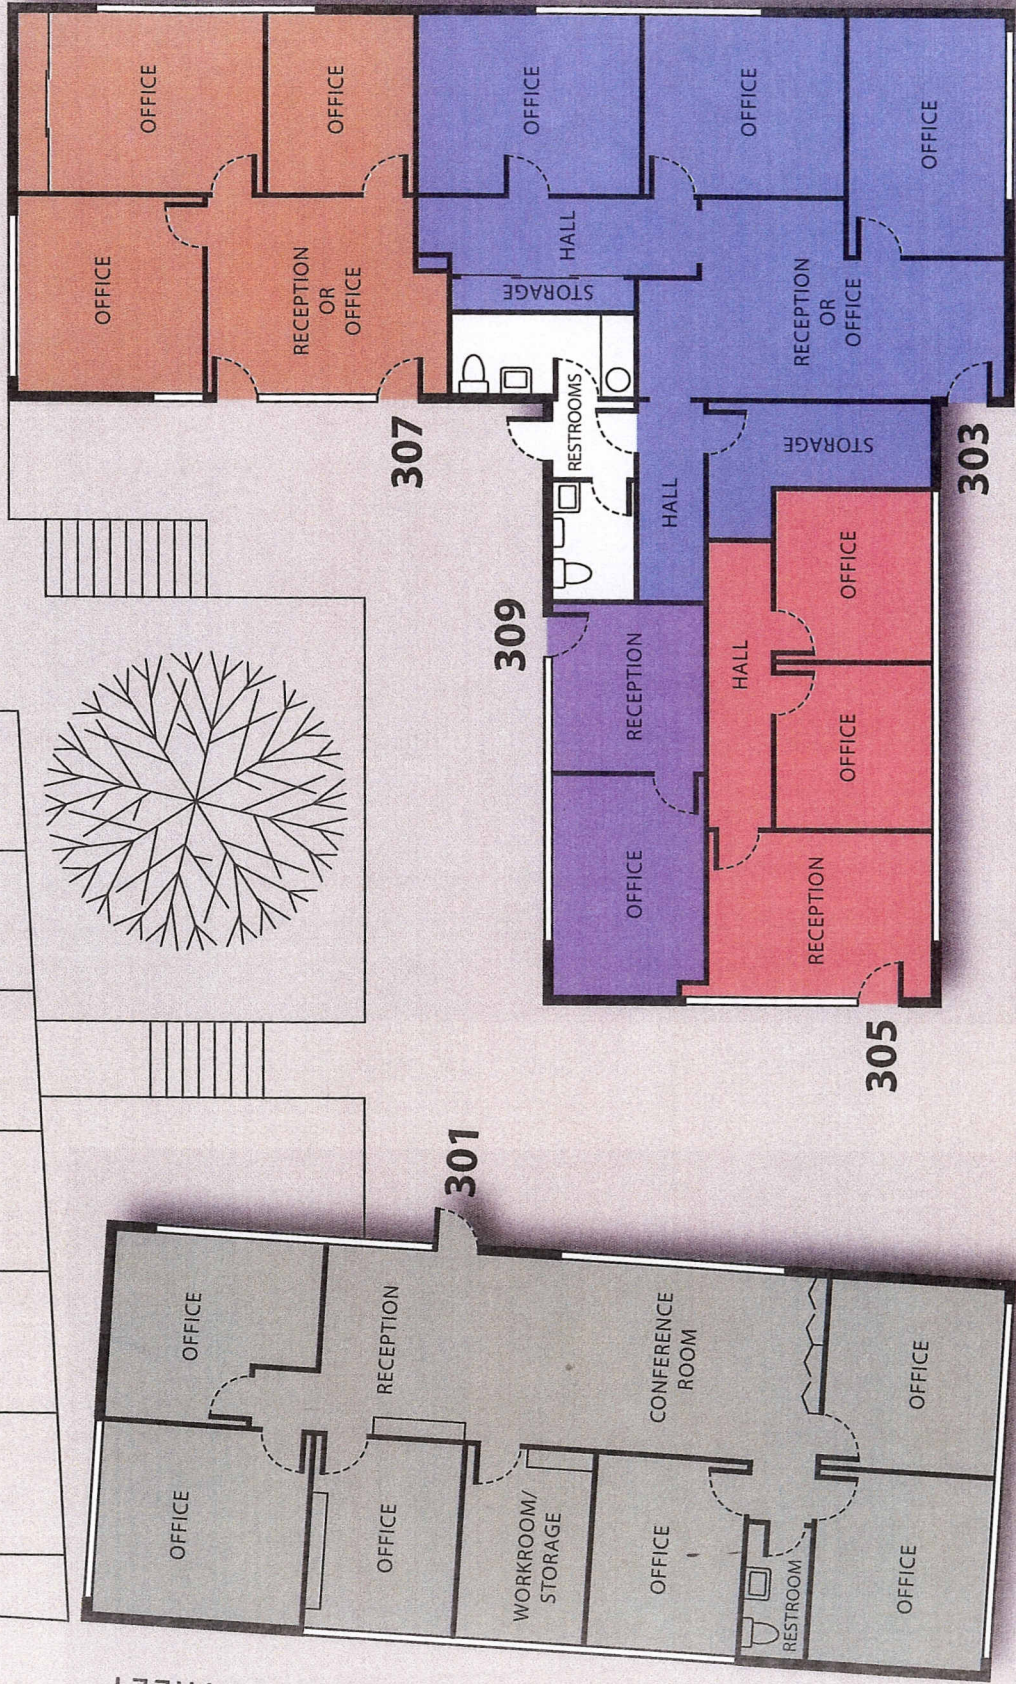 OFFICE
OFFICE
OFFICE
RECEPTION
OR
OFFICE
307
OFFICE
OFFICE
OFFICE
HALL
STORAGE
RECEPTION
OR
OFFICE
RESTROOMS
HALL
STORAGE
303
309
RECEPTION
OFFICE
HALL
OFFICE
OFFICE
RECEPTION
305
301
OFFICE
RECEPTION
CONFERENCE
ROOM
OFFICE
OFFICE
OFFICE
WORKROOM/
STORAGE
OFFICE
RESTROOM
OFFICE